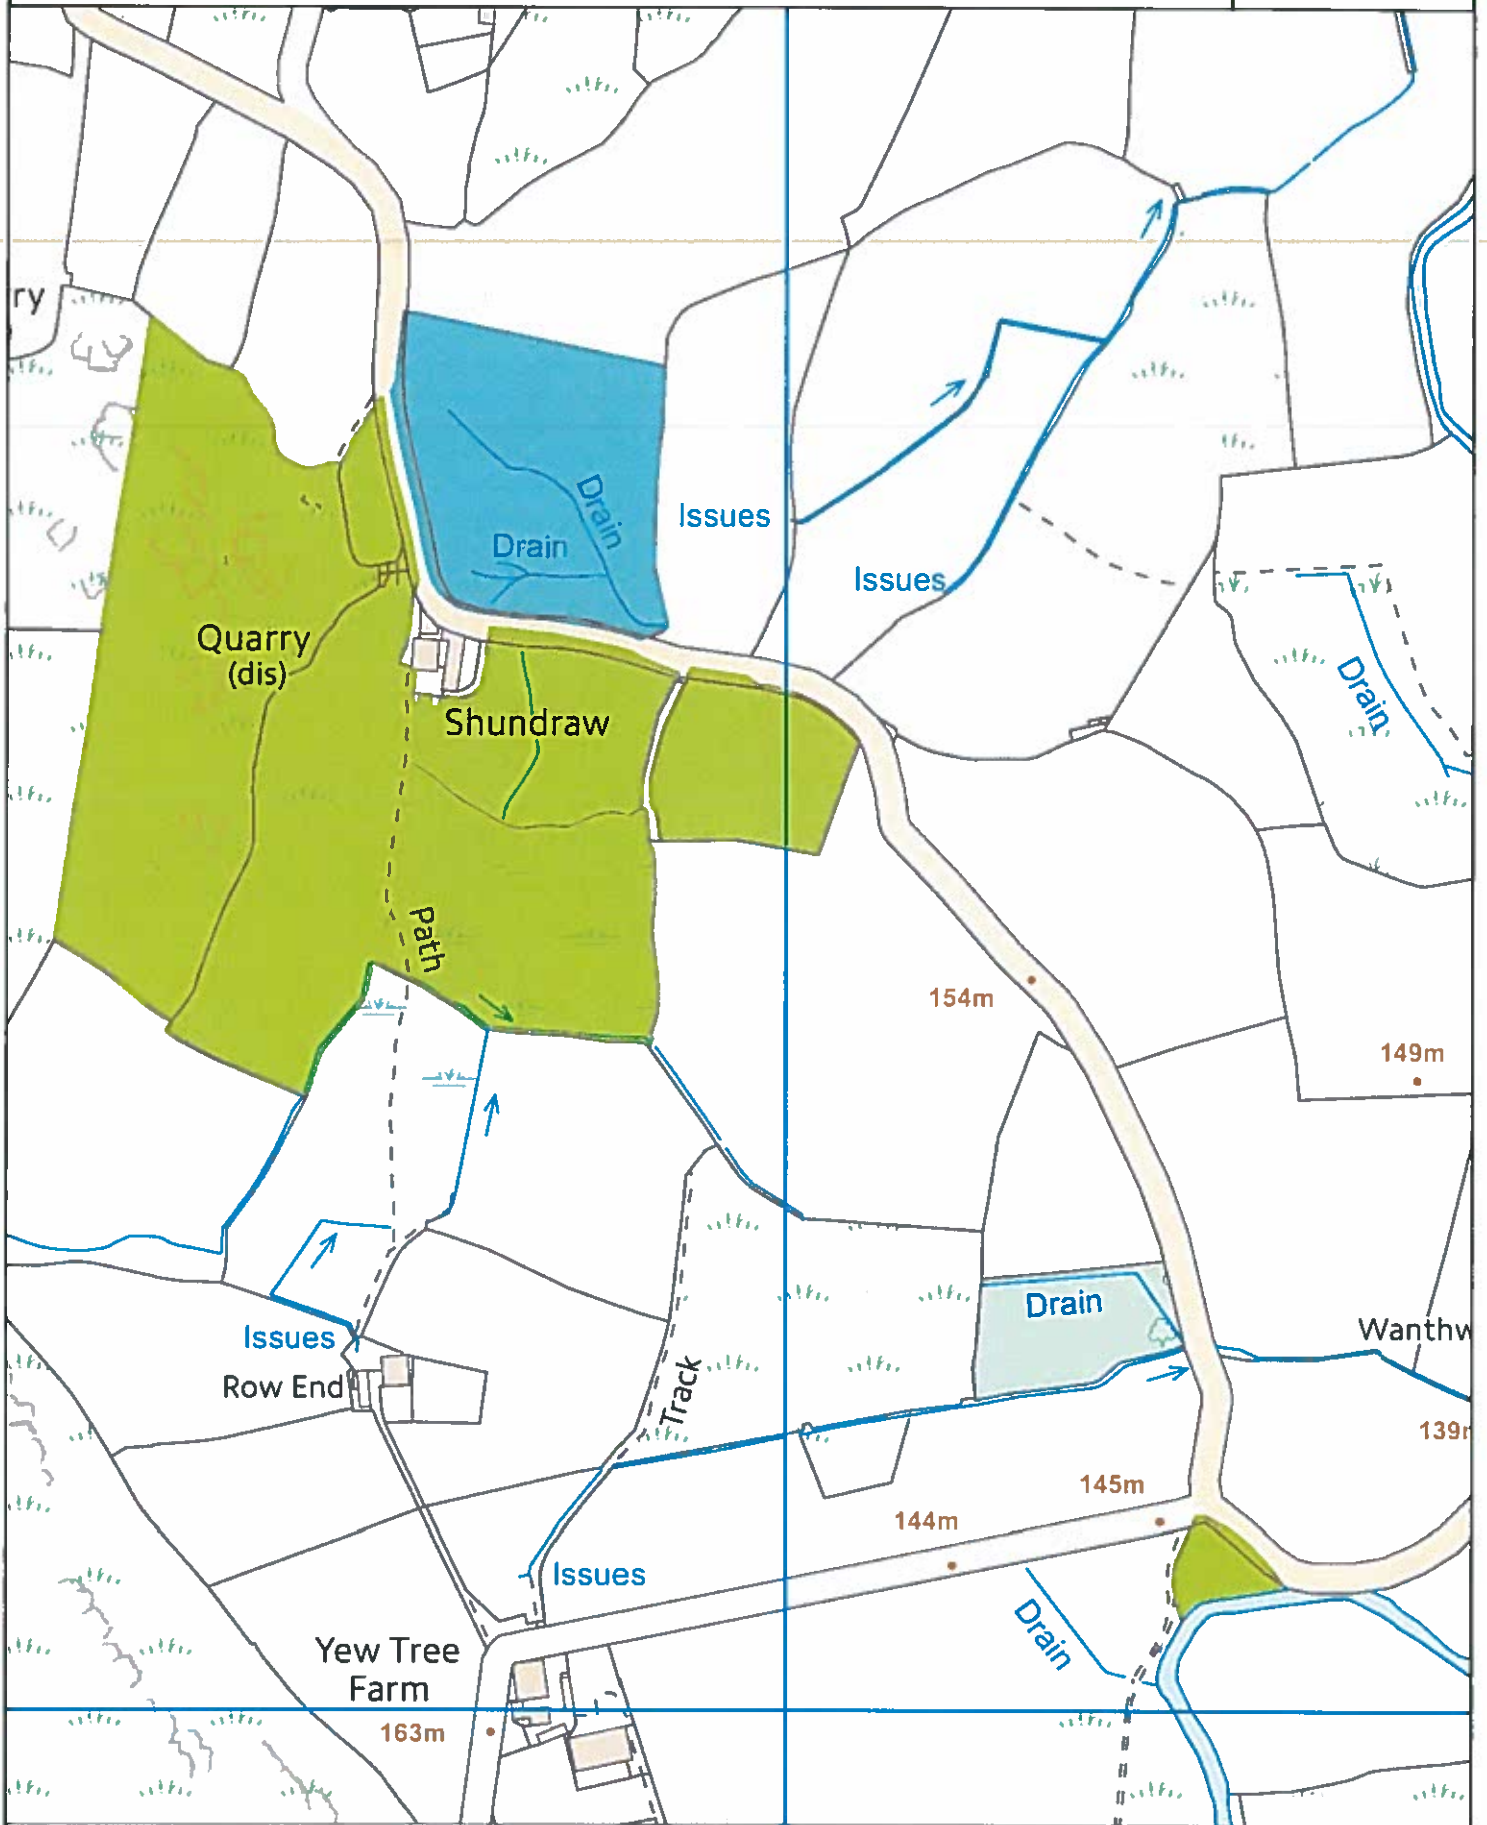 ry
Drain
Drain
Issues
Issues
Quarry
(dis)
Shundraw
Drain
Path
154m
149m
Drain
Issues
Wanthw
Row End
Track
139
145m
144m
Issues
Drain
Yew Tree
Farm
163m